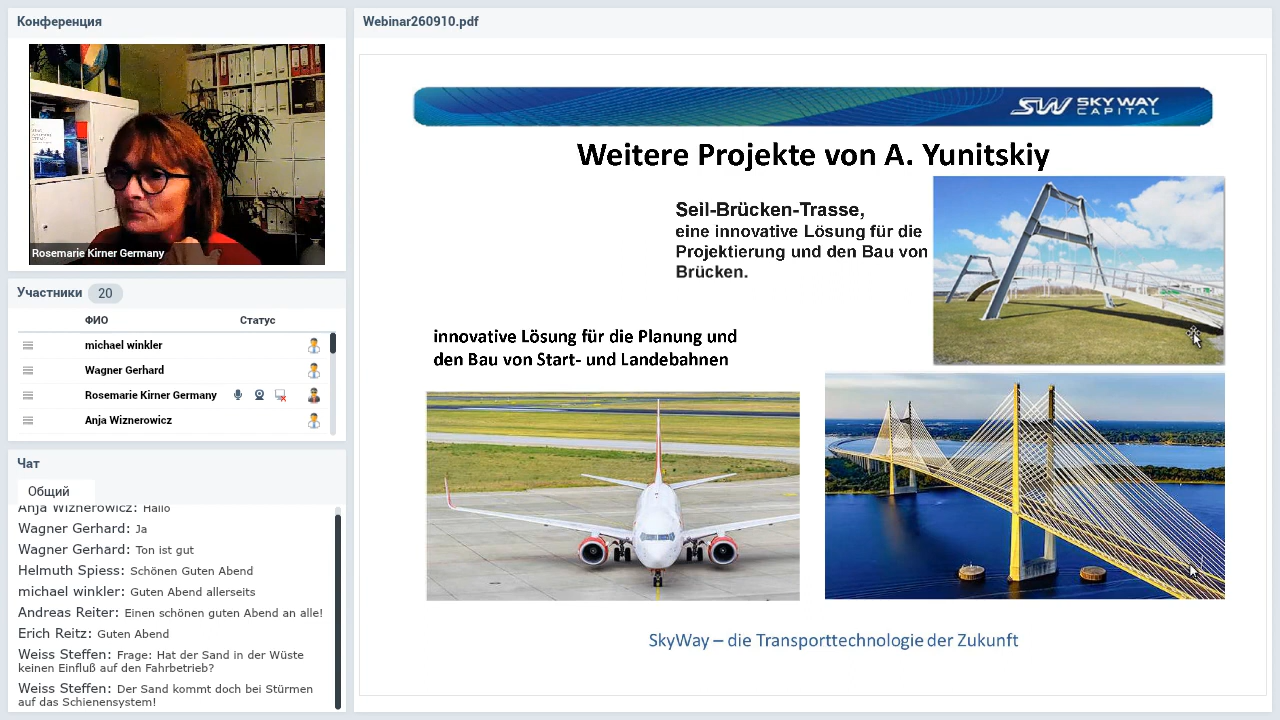 Конференция
Rosemarie Kirner Germany
Участники 20
ФИО Статус
michael winkler
Wagner Gerhard
Rosemarie Kirner Germany
Anja Wiznerowicz
Чат
Общий
Anja Wiznerowicz: Hallo
Wagner Gerhard: Ja
Wagner Gerhard: Ton ist gut
Helmuth Spiess: Schönen Guten Abend
michael winkler: Guten Abend allerseits
Andreas Reiter: Einen schönen guten Abend an alle!
Erich Reitz: Guten Abend
Weiss Steffen: Frage: Hat der Sand in der Wüste
keinen Einfluß auf den Fahrbetrieb?
Weiss Steffen: Der Sand kommt doch bei Stürmen
auf das Schienensystem!
Webinar260910.pdf
SW SKY WAY
CAPITAL
Weitere Projekte von A. Yunitskiy
Seil-Brücken-Trasse,
eine innovative Lösung für die
Projektierung und den Bau von
Brücken.
innovative Lösung für die Planung und
den Bau von Start- und Landebahnen
SkyWay – die Transporttechnologie der Zukunft